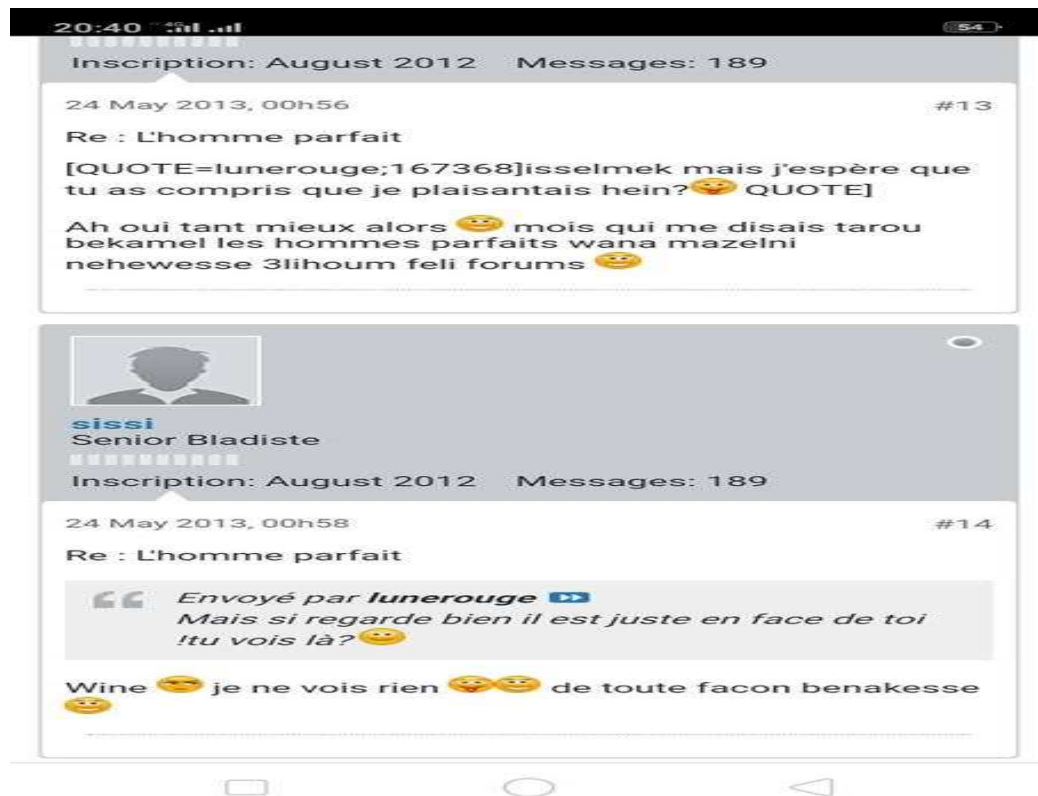 20:40 4G 54
Inscription: August 2012 Messages: 189
24 May 2013, 00h56 #13
Re : L'homme parfait
[QUOTE=lunerouge;167368]isselmek mais j'espère que
tu as compris que je plaisantais hein? QUOTE]
Ah oui tant mieux alors mois qui me disais tarou
bekamel les hommes parfaits wana mazelni
nehewesse 3lihoum feli forums
sissi
Senior Bladiste
Inscription: August 2012 Messages: 189
24 May 2013, 00h58 #14
Re : L'homme parfait
Envoyé par lunerouge
Mais si regarde bien il est juste en face de toi
!tu vois là?
Wine je ne vois rien de toute facon benakesse